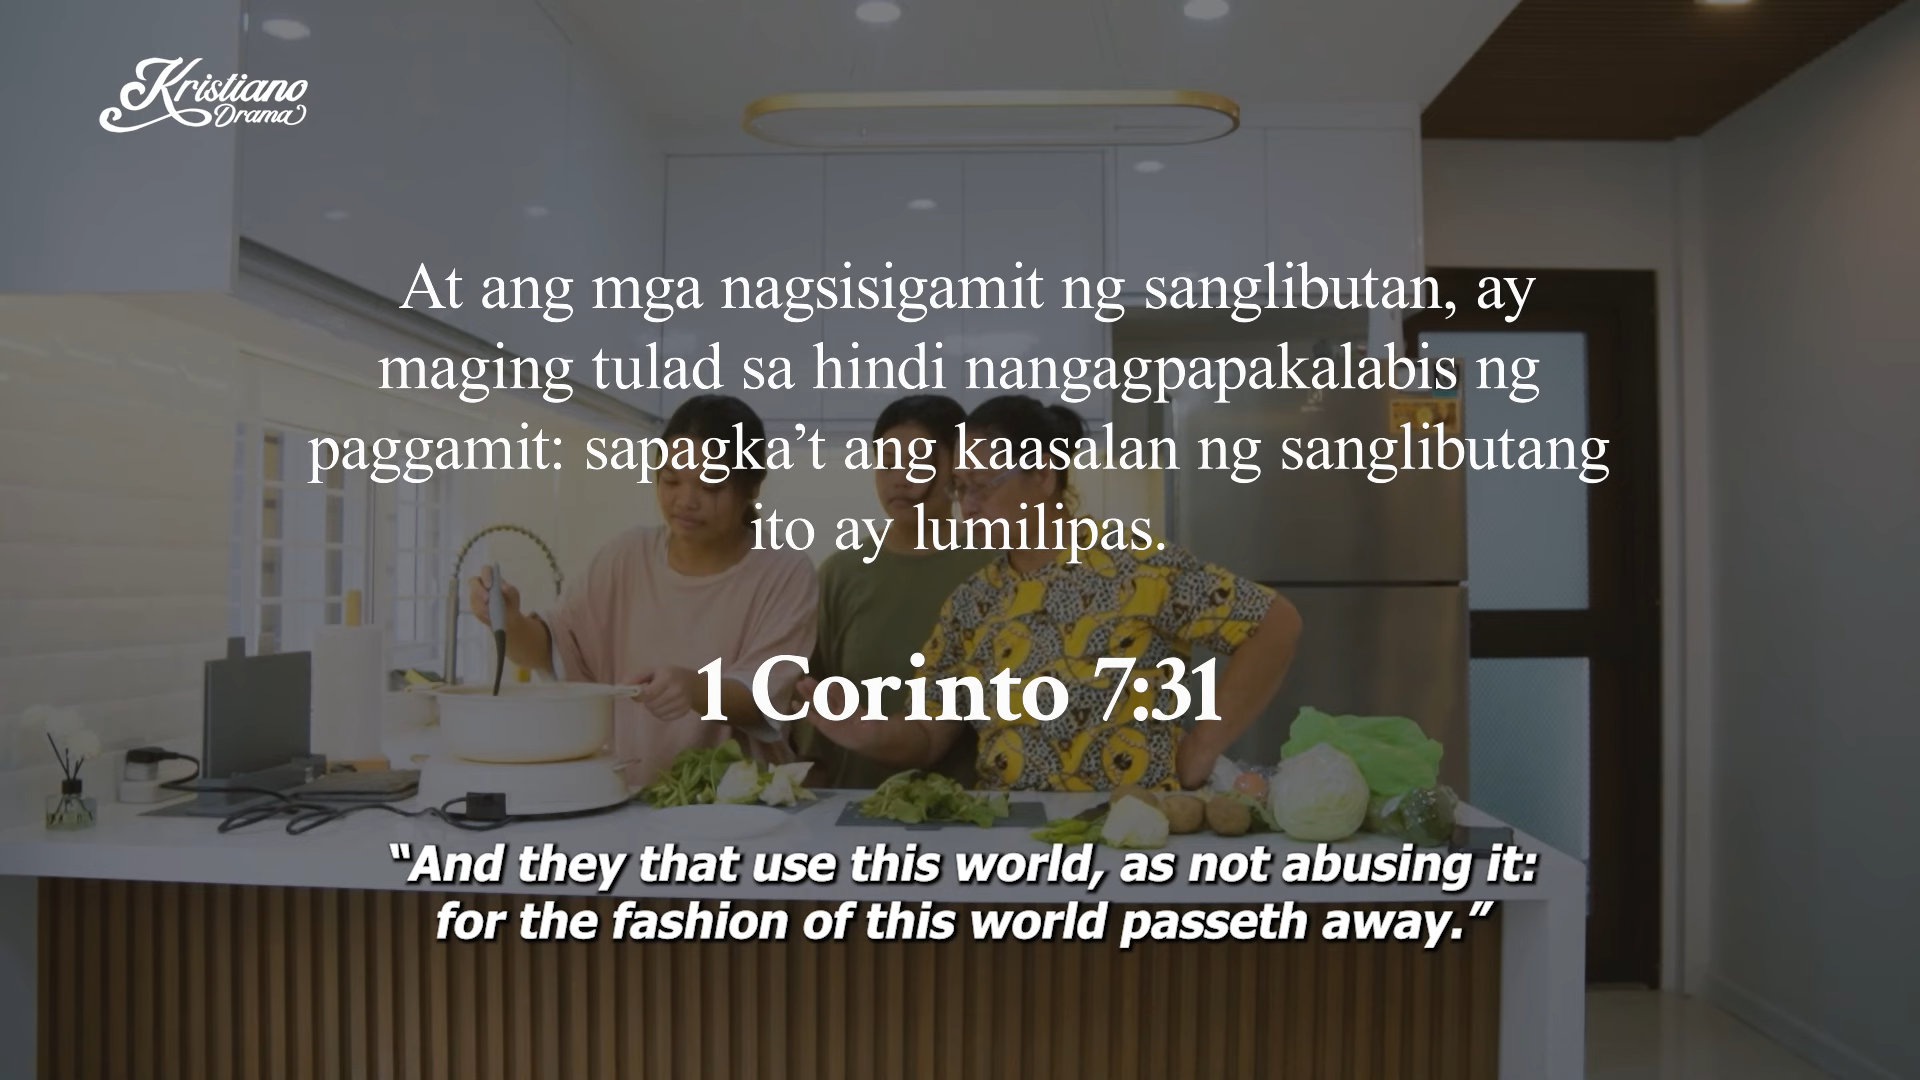 Kristiano
Drama
At ang mga nagsisigamit ng sanglibutan, ay
maging tulad sa hindi nangagpapakalabis ng
paggamit: sapagka’t ang kaasalan ng sanglibutang
ito ay lumilipas.
1 Corinto 7:31
“And they that use this world, as not abusing it:
for the fashion of this world passeth away.”